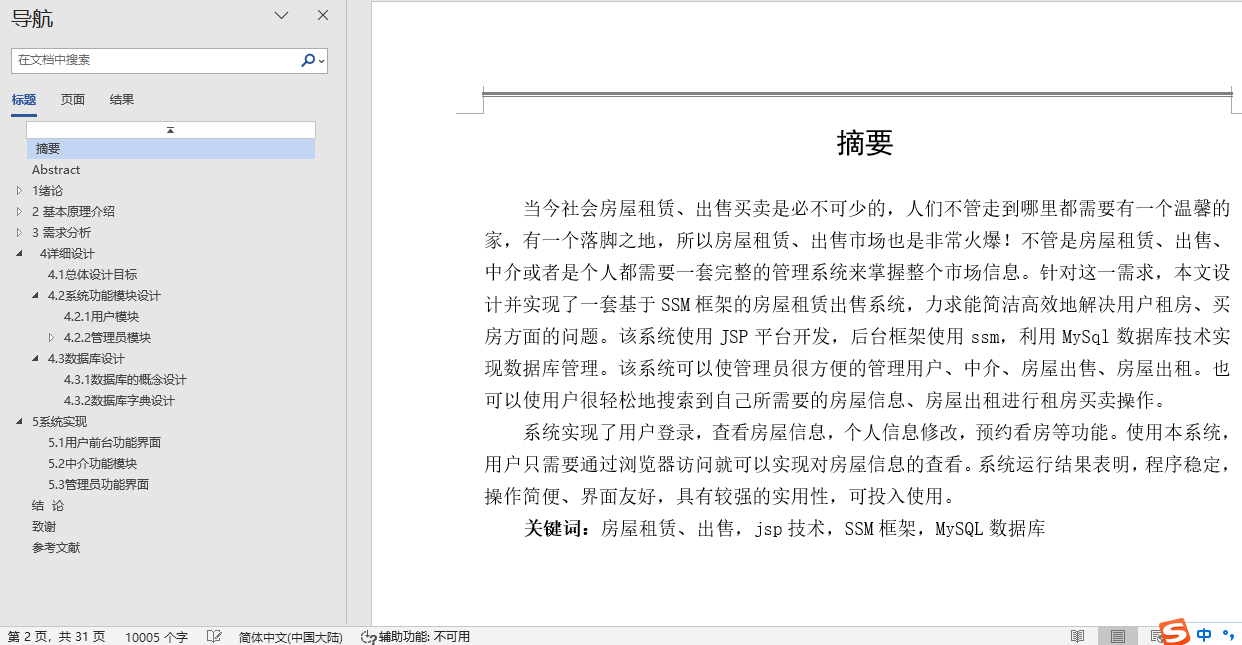 导航
在文档中搜索
标题 页面 结果
摘要
Abstract
1绪论
2 基本原理介绍
3 需求分析
4详细设计
4.1总体设计目标
4.2系统功能模块设计
4.2.1用户模块
4.2.2管理员模块
4.3数据库设计
4.3.1数据库的概念设计
4.3.2数据库字典设计
5系统实现
5.1用户前台功能界面
5.2中介功能模块
5.3管理员功能界面
结 论
致谢
参考文献
摘要
当今社会房屋租赁、出售买卖是必不可少的，人们不管走到哪里都需要有一个温馨的
家，有一个落脚之地，所以房屋租赁、出售市场也是非常火爆！不管是房屋租赁、出售、
中介或者是个人都需要一套完整的管理系统来掌握整个市场信息。针对这一需求，本文设
计并实现了一套基于 SSM 框架的房屋租赁出售系统，力求能简洁高效地解决用户租房、买
房方面的问题。该系统使用 JSP 平台开发，后台框架使用 ssm，利用 MySql 数据库技术实
现数据库管理。该系统可以使管理员很方便的管理用户、中介、房屋出售、房屋出租。也
可以使用户很轻松地搜索到自己所需要的房屋信息、房屋出租进行租房买卖操作。
系统实现了用户登录，查看房屋信息，个人信息修改，预约看房等功能。使用本系统，
用户只需要通过浏览器访问就可以实现对房屋信息的查看。系统运行结果表明，程序稳定，
操作简便、界面友好，具有较强的实用性，可投入使用。
关键词：房屋租赁、出售，jsp 技术，SSM 框架，MySQL 数据库
第 2 页，共 31 页 10005 个字 简体中文(中国大陆) 辅助功能: 不可用
S 中